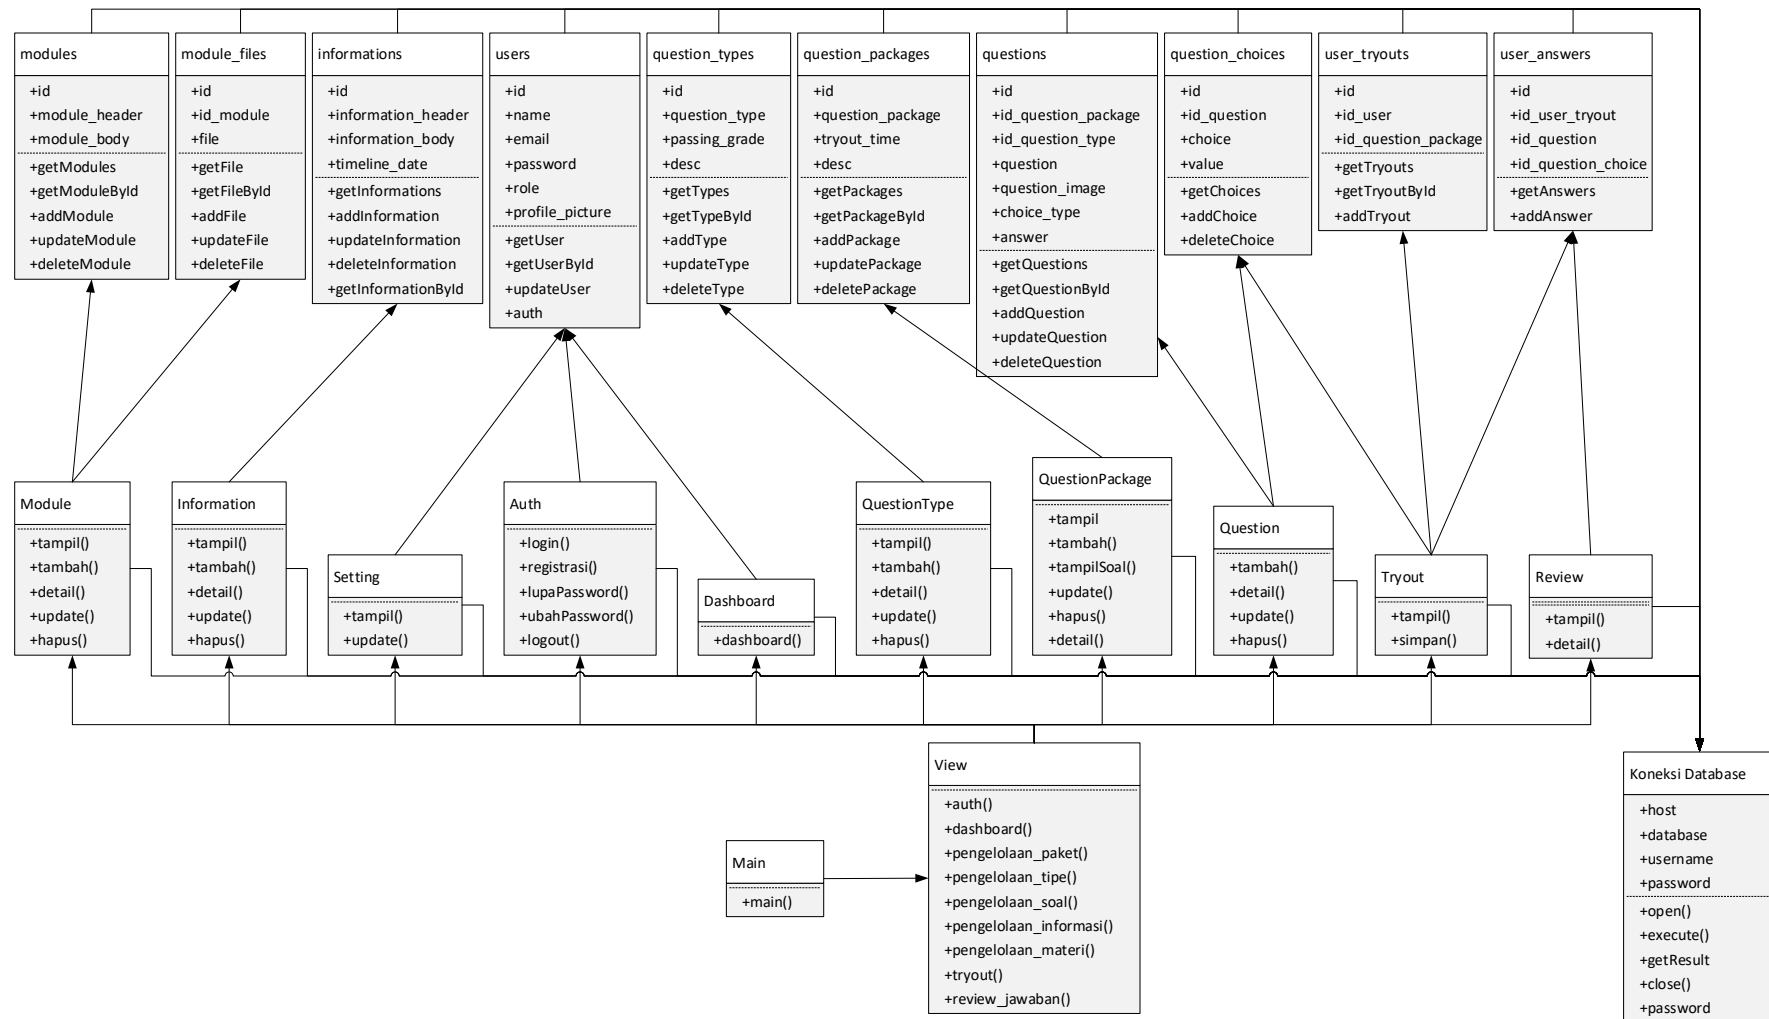 modules
+id
+module_header
+module_body
+getModules
+getModuleById
+addModule
+updateModule
+deleteModule
module_files
+id
+id_module
+file
+getFile
+getFileById
+addFile
+updateFile
+deleteFile
informations
+id
+information_header
+information_body
+timeline_date
+getInformations
+addInformation
+updateInformation
+deleteInformation
+getInformationById
users
+id
+name
+email
+password
+role
+profile_picture
+getUser
+getUserById
+updateUser
+auth
question_types
+id
+question_type
+passing_grade
+desc
+getTypes
+getTypeById
+addType
+updateType
+deleteType
question_packages
+id
+question_package
+tryout_time
+desc
+getPackages
+getPackageById
+addPackage
+updatePackage
+deletePackage
questions
+id
+id_question_package
+id_question_type
+question
+question_image
+choice_type
+answer
+getQuestions
+getQuestionById
+addQuestion
+updateQuestion
+deleteQuestion
question_choices
+id
+id_question
+choice
+value
+getChoices
+addChoice
+deleteChoice
user_tryouts
+id
+id_user
+id_question_package
+getTryouts
+getTryoutById
+addTryout
user_answers
+id
+id_user_tryout
+id_question
+id_question_choice
+getAnswers
+addAnswer
Module
+tampil()
+tambah()
+detail()
+update()
+hapus()
Information
+tampil()
+tambah()
+detail()
+update()
+hapus()
Setting
+tampil()
+update()
Auth
+login()
+registrasi()
+lupaPassword()
+ubahPassword()
+logout()
Dashboard
+dashboard()
QuestionType
+tampil()
+tambah()
+detail()
+update()
+hapus()
QuestionPackage
+tampil
+tambah()
+tampilSoal()
+update()
+hapus()
+detail()
Question
+tambah()
+detail()
+update()
+hapus()
Tryout
+tampil()
+simpan()
Review
+tampil()
+detail()
Main
+main()
View
+auth()
+dashboard()
+pengelolaan_paket()
+pengelolaan_tipe()
+pengelolaan_soal()
+pengelolaan_informasi()
+pengelolaan_materi()
+tryout()
+review_jawaban()
Koneksi Database
+host
+database
+username
+password
+open()
+execute()
+getResult
+close()
+password